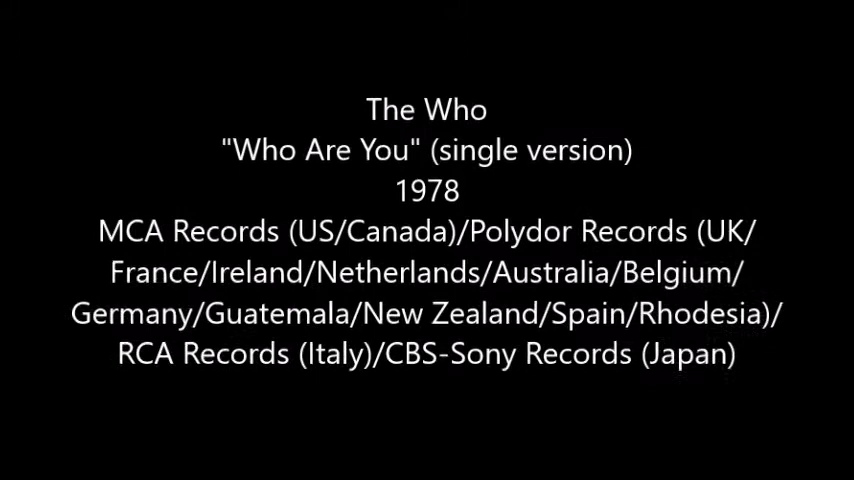 The Who
"Who Are You" (single version)
1978
MCA Records (US/Canada)/Polydor Records (UK/
France/Ireland/Netherlands/Australia/Belgium/
Germany/Guatemala/New Zealand/Spain/Rhodesia)/
RCA Records (Italy)/CBS-Sony Records (Japan)